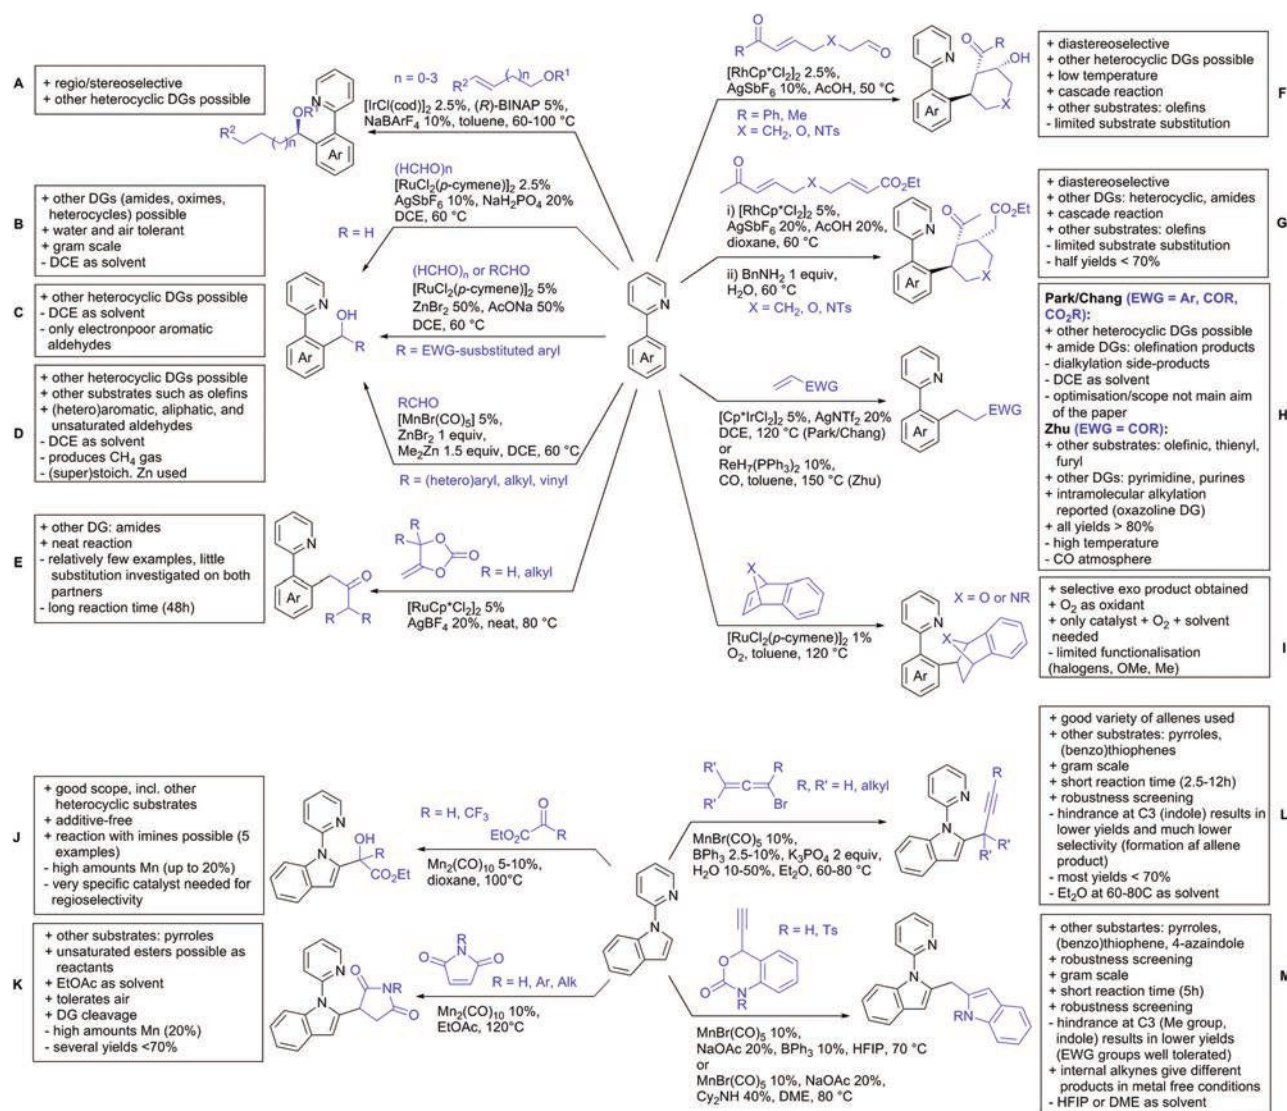 A
+ regio/stereoselective
+ other heterocyclic DGs possible
N
OR¹
R²
n
Ar
n = 0-3
R²
n
OR¹
[IrCl(cod)]2 2.5%, (R)-BINAP 5%,
NaBArF4 10%, toluene, 60-100 °C
B
+ other DGs (amides, oximes,
heterocycles) possible
+ water and air tolerant
+ gram scale
- DCE as solvent
(HCHO)n
[RuCl2(p-cymene)]2 2.5%
AgSbF6 10%, NaH2PO4 20%
DCE, 60 °C
R = H
C
+ other heterocyclic DGs possible
- DCE as solvent
- only electronpoor aromatic
aldehydes
N
OH
R
Ar
(HCHO)n or RCHO
[RuCl2(p-cymene)]2 5%
ZnBr2 50%, AcONa 50%
DCE, 60 °C
R = EWG-susbstituted aryl
D
+ other heterocyclic DGs possible
+ other substrates such as olefins
+ (hetero)aromatic, aliphatic, and
unsaturated aldehydes
- DCE as solvent
- produces CH4 gas
- (super)stoich. Zn used
RCHO
[MnBr(CO)5] 5%,
ZnBr2 1 equiv,
Me2Zn 1.5 equiv, DCE, 60 °C
R = (hetero)aryl, alkyl, vinyl
E
+ other DG: amides
+ neat reaction
- relatively few examples, little
substitution investigated on both
partners
- long reaction time (48h)
N
O
Ar
R R
R
R
O
O
O
R = H, alkyl
[RuCp*Cl2]2 5%
AgBF4 20%, neat, 80 °C
N
Ar
O
R
X
O
[RhCp*Cl2]2 2.5%,
AgSbF6 10%, AcOH, 50 °C
R = Ph, Me
X = CH2, O, NTs
O
R
OH
N
Ar
X
+ diastereoselective
+ other heterocyclic DGs possible
+ low temperature
+ cascade reaction
+ other substrates: olefins
- limited substrate substitution
F
O
X
CO2Et
i) [RhCp*Cl2]2 5%,
AgSbF6 20%, AcOH 20%,
dioxane, 60 °C
ii) BnNH2 1 equiv,
H2O, 60 °C
X = CH2, O, NTs
O
CO2Et
N
Ar
X
+ diastereoselective
+ other DGs: heterocyclic, amides
+ cascade reaction
+ other substrates: olefins
- limited substrate substitution
- half yields < 70%
G
EWG
[Cp*IrCl2]2 5%, AgNTf2 20%
DCE, 120 °C (Park/Chang)
or
ReH7(PPh3)2 10%,
CO, toluene, 150 °C (Zhu)
N
EWG
Ar
Park/Chang (EWG = Ar, COR,
CO2R):
+ other heterocyclic DGs possible
+ amide DGs: olefination products
- dialkylation side-products
- DCE as solvent
- optimisation/scope not main aim
of the paper
Zhu (EWG = COR):
+ other substrates: olefinic, thienyl,
furyl
+ other DGs: pyrimidine, purines
+ intramolecular alkylation
reported (oxazoline DG)
+ all yields > 80%
- high temperature
- CO atmosphere
H
X
[RuCl2(p-cymene)]2 1%
O2, toluene, 120 °C
X = O or NR
N
X
Ar
+ selective exo product obtained
+ O2 as oxidant
+ only catalyst + O2 + solvent
needed
- limited functionalisation
(halogens, OMe, Me)
I
J
+ good scope, incl. other
heterocyclic substrates
+ additive-free
+ reaction with imines possible (5
examples)
- high amounts Mn (up to 20%)
- very specific catalyst needed for
regioselectivity
N
OH
N
R
CO2Et
R = H, CF3
O
EtO2C
R
Mn2(CO)10 5-10%,
dioxane, 100°C
K
+ other substrates: pyrroles
+ unsaturated esters possible as
reactants
+ EtOAc as solvent
+ tolerates air
+ DG cleavage
- high amounts Mn (20%)
- several yields <70%
N
N
O
R
N
O
R
O
N
O
R = H, Ar, Alk
Mn2(CO)10 10%,
EtOAc, 120°C
N
N
R'
R'
R
Br
R, R' = H, alkyl
MnBr(CO)5 10%,
BPh3 2.5-10%, K3PO4 2 equiv,
H2O 10-50%, Et2O, 60-80 °C
R
N
N
R'
R'
+ good variety of allenes used
+ other substrates: pyrroles,
(benzo)thiophenes
+ gram scale
+ short reaction time (2.5-12h)
+ robustness screening
- hindrance at C3 (indole) results in
lower yields and much lower
selectivity (formation af allene
product)
- most yields < 70%
- Et2O at 60-80C as solvent
L
R = H, Ts
O
O
N
R
MnBr(CO)5 10%,
NaOAc 20%, BPh3 10%, HFIP, 70 °C
or
MnBr(CO)5 10%, NaOAc 20%,
Cy2NH 40%, DME, 80 °C
N
N
RN
+ other substartes: pyrroles,
(benzo)thiophene, 4-azaindole
+ robustness screening
+ gram scale
+ short reaction time (5h)
+ robustness screening
- hindrance at C3 (Me group,
indole) results in lower yields
(EWG groups well tolerated)
+ internal alkynes give different
products in metal free conditions
- HFIP or DME as solvent
M